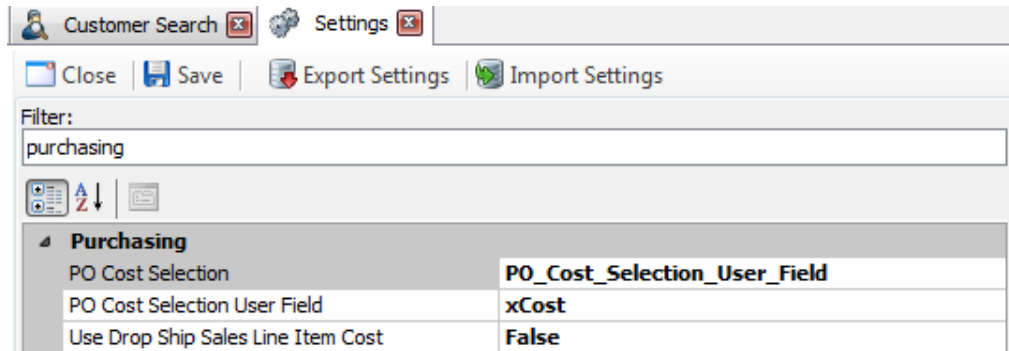 Customer Search Settings
Close Save Export Settings Import Settings
Filter:
purchasing
A Z
Purchasing
PO Cost Selection PO_Cost_Selection_User_Field
PO Cost Selection User Field xCost
Use Drop Ship Sales Line Item Cost False